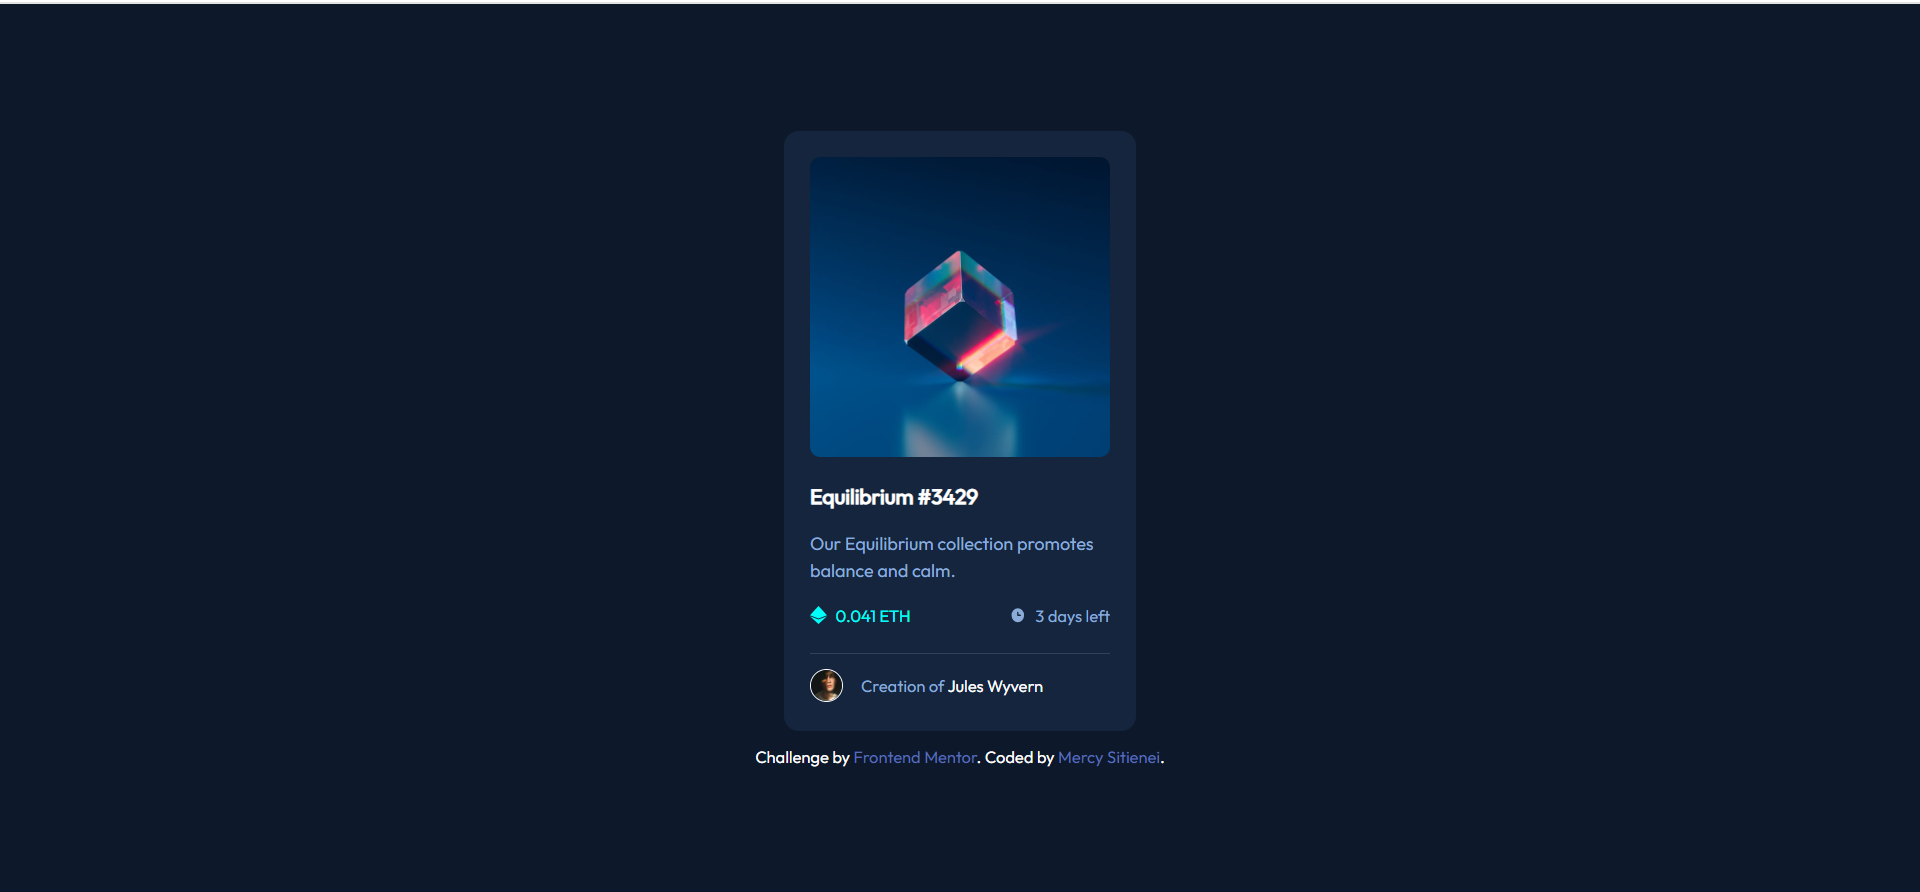 Equilibrium #3429
Our Equilibrium collection promotes
balance and calm.
0.041 ETH 3 days left
Creation of Jules Wyvern
Challenge by Frontend Mentor. Coded by Mercy Sitienei.